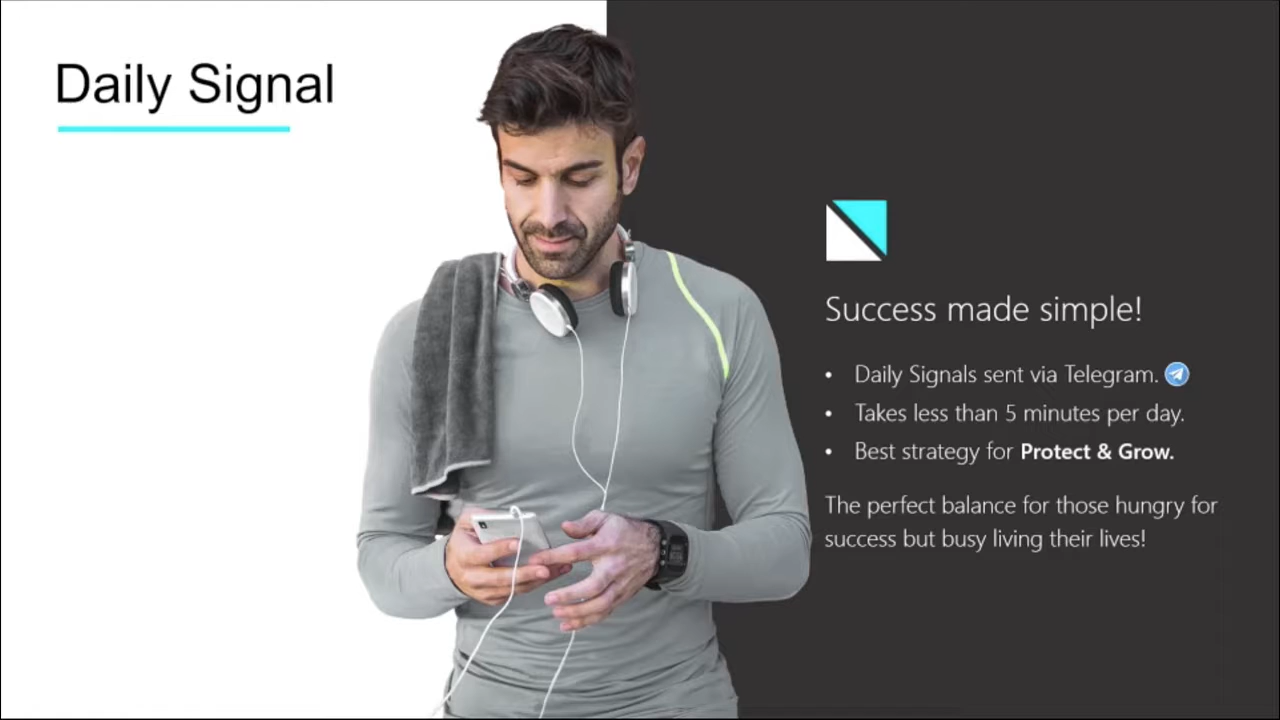 Daily Signal
Success made simple!
• Daily Signals sent via Telegram.
• Takes less than 5 minutes per day.
• Best strategy for Protect & Grow.
The perfect balance for those hungry for
success but busy living their lives!